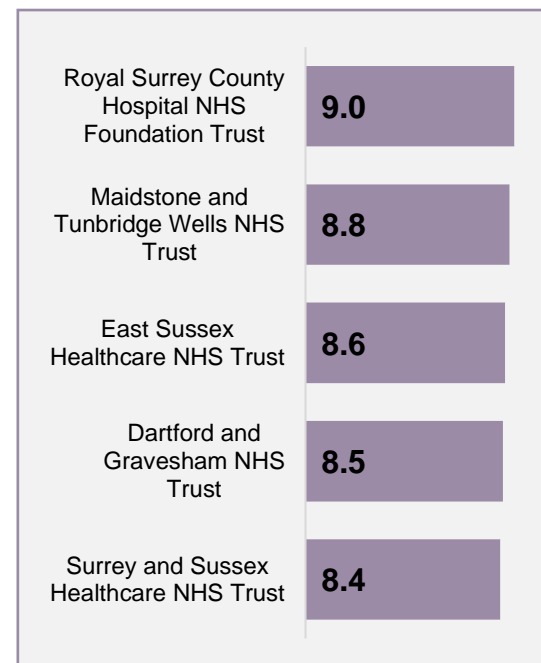 Royal Surrey County
Hospital NHS
Foundation Trust
9.0
Maidstone and
Tunbridge Wells NHS
Trust
8.8
East Sussex
Healthcare NHS Trust
8.6
Dartford and
Gravesham NHS
Trust
8.5
Surrey and Sussex
Healthcare NHS Trust
8.4